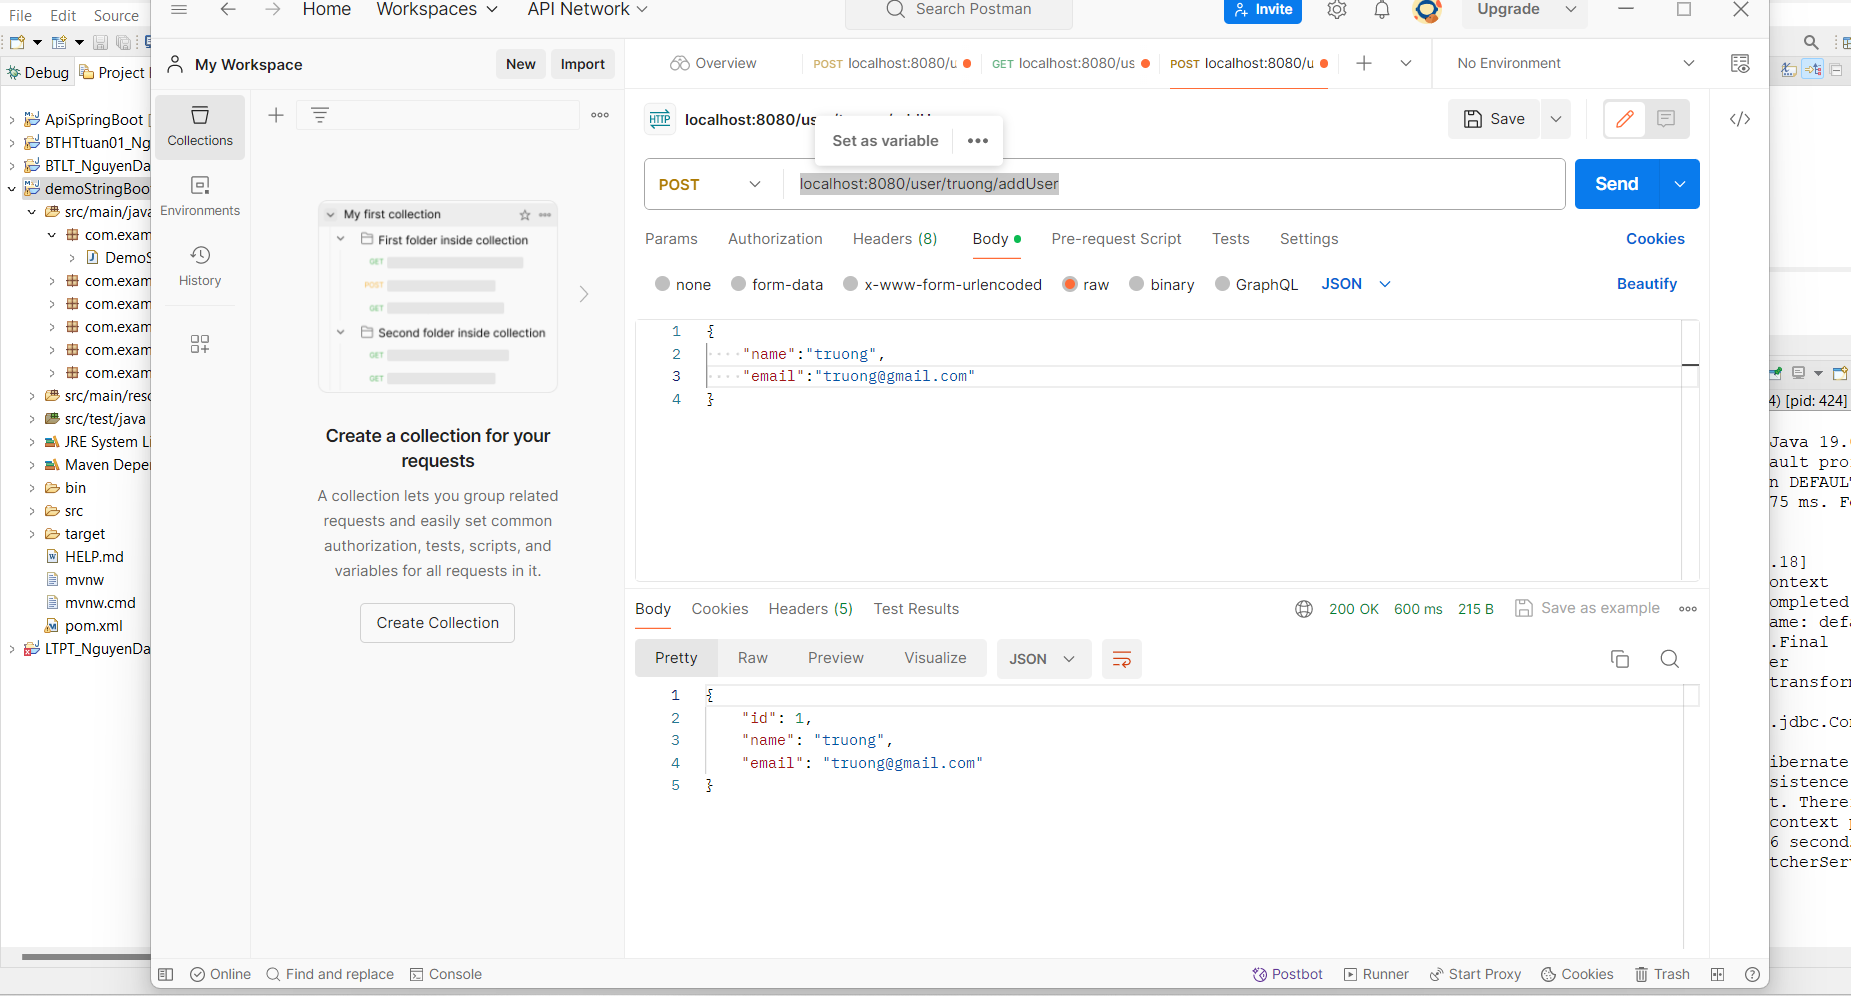 File Edit Source
Debug
Project
ApiSpringBoot
BTHTtuan01_Ng
BTLT_NguyenDa
demoStringBoo
src/main/java
com.exam
DemoS
com.exam
com.exam
com.exam
com.exam
com.exam
src/main/reso
src/test/java
JRE System Li
Maven Depe
bin
src
target
HELP.md
mvnw
mvnw.cmd
pom.xml
LTPT_NguyenDa
Home Workspaces API Network
Search Postman
Invite
Upgrade
My Workspace
New
Import
Collections
Environments
History
My first collection
First folder inside collection
GET
POST
GET
Second folder inside collection
GET
GET
Create a collection for your
requests
A collection lets you group related
requests and easily set common
authorization, tests, scripts, and
variables for all requests in it.
Create Collection
Overview
POST localhost:8080/u
GET localhost:8080/us
POST localhost:8080/u
No Environment
HTTP
localhost:8080/us
Save
Set as variable
POST
localhost:8080/user/truong/addUser
Send
Params Authorization Headers (8) Body Pre-request Script Tests Settings
Cookies
none form-data x-www-form-urlencoded raw binary GraphQL JSON
Beautify
1 {
2 "name":"truong",
3 "email":"truong@gmail.com"
4 }
Body Cookies Headers (5) Test Results
200 OK 600 ms 215 B
Save as example
Pretty Raw Preview Visualize JSON
1 {
2 "id": 1,
3 "name": "truong",
4 "email": "truong@gmail.com"
5 }
Online
Find and replace
Console
Postbot
Runner
Start Proxy
Cookies
Trash
4) [pid: 424]
Java 19.
ault pro
n DEFAUL
75 ms. F
.18]
ontext
ompleted
ame: defa
.Final
er
transform
.jdbc.Co
ibernate
sistence
t. There
context p
6 second
tcherSer